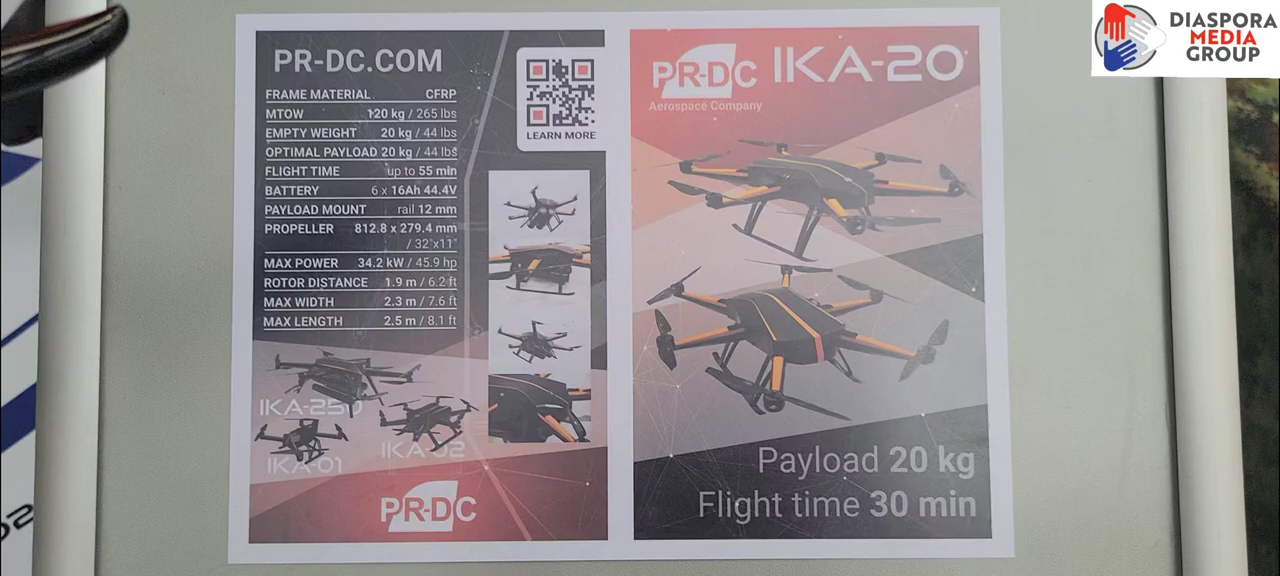 PR-DC.COM
FRAME MATERIAL CFRP
MTOW 120 kg / 265 lbs
EMPTY WEIGHT 20 kg / 44 lbs
OPTIMAL PAYLOAD 20 kg / 44 lbs
FLIGHT TIME up to 55 min
BATTERY 6 x 16Ah 44.4V
PAYLOAD MOUNT rail 12 mm
PROPELLER 812.8 x 279.4 mm
/ 32"x11"
MAX POWER 34.2 kW / 45.9 hp
ROTOR DISTANCE 1.9 m / 6.2 ft
MAX WIDTH 2.3 m / 7.6 ft
MAX LENGTH 2.5 m / 8.1 ft
LEARN MORE
IKA-250
IKA-01
IKA-02
PR-DC
PR-DC IKA-20
Aerospace Company
Payload 20 kg
Flight time 30 min
DIASPORA
MEDIA
GROUP